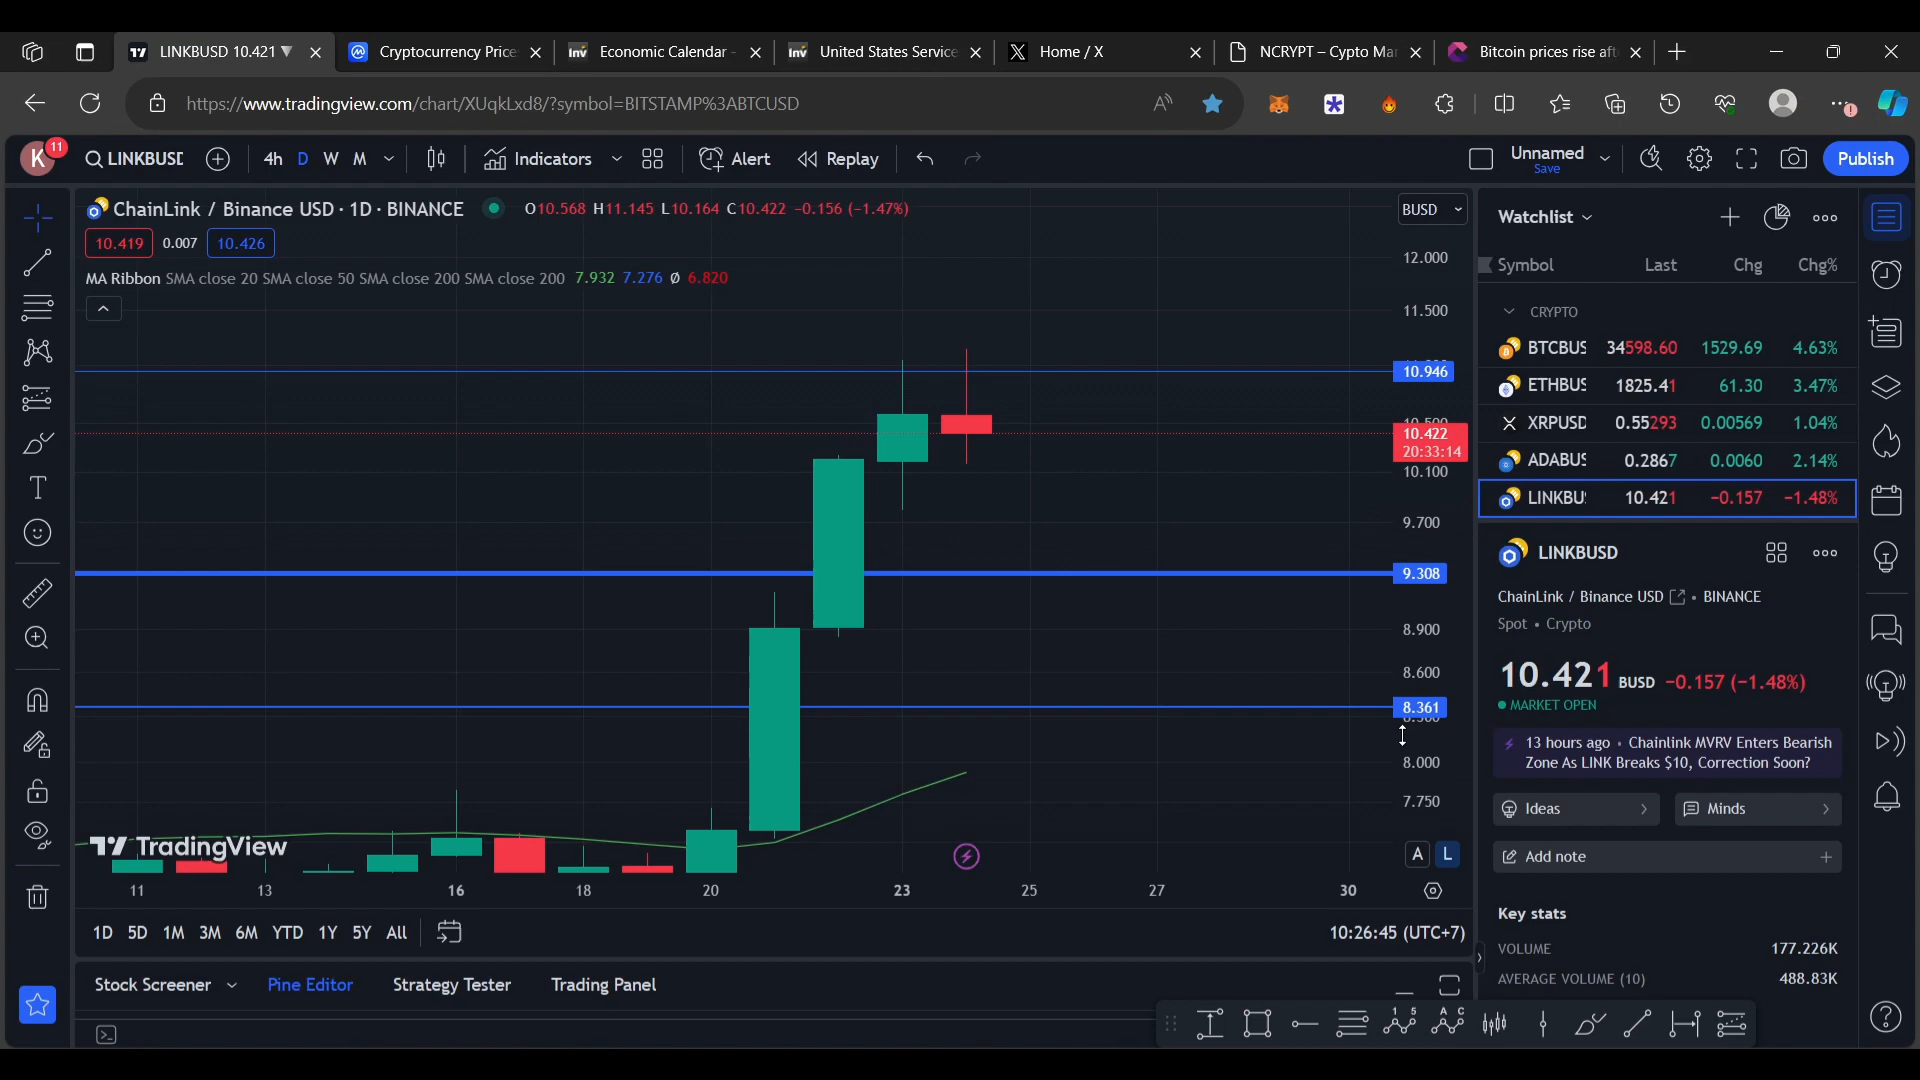 LINKBUSD 10.421 ▼
Cryptocurrency Price
Inv Economic Calendar -
Inv United States Service
Home / X
NCRYPT – Cypto Mar
Bitcoin prices rise aft
https://www.tradingview.com/chart/XUqkLxd8/?symbol=BITSTAMP%3ABTCUSD
K 11
LINKBUSD
4h D W M
Indicators
Alert
Replay
Unnamed
Save
Publish
ChainLink / Binance USD · 1D · BINANCE
O10.568 H11.145 L10.164 C10.422 −0.156 (−1.47%)
BUSD
10.419 0.007 10.426
MA Ribbon SMA close 20 SMA close 50 SMA close 200 SMA close 200 7.932 7.276 Ø 6.820
12.000
11.500
10.946
10.422
20:33:14
10.100
9.700
9.308
8.900
8.600
8.361
8.000
7.750
TradingView
A L
11 13 16 18 20 23 25 27 30
1D 5D 1M 3M 6M YTD 1Y 5Y All
10:26:45 (UTC+7)
Stock Screener
Pine Editor
Strategy Tester
Trading Panel
1 5
A C
Watchlist
Symbol Last Chg Chg%
CRYPTO
BTCBUS 34598.60 1529.69 4.63%
ETHBUS 1825.41 61.30 3.47%
XRPUSD 0.55293 0.00569 1.04%
ADABUS 0.2867 0.0060 2.14%
LINKBU 10.421 −0.157 −1.48%
LINKBUSD
ChainLink / Binance USD • BINANCE
Spot • Crypto
10.421 BUSD −0.157 (−1.48%)
MARKET OPEN
13 hours ago • Chainlink MVRV Enters Bearish
Zone As LINK Breaks $10, Correction Soon?
Ideas
Minds
Add note
Key stats
VOLUME 177.226K
AVERAGE VOLUME (10) 488.83K